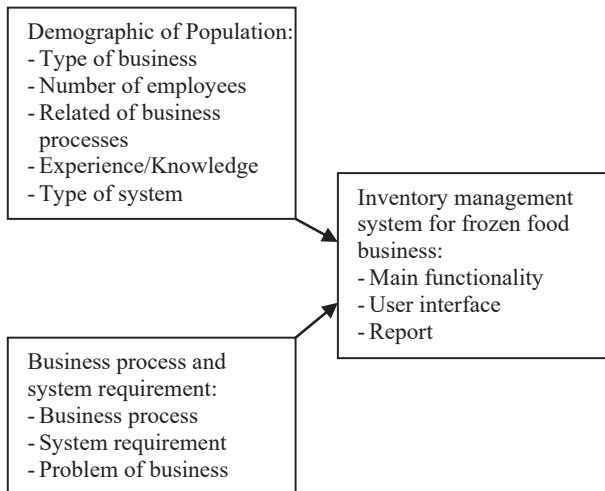 Demographic of Population:
- Type of business
- Number of employees
- Related of business
processes
- Experience/Knowledge
- Type of system
Inventory management
system for frozen food
business:
- Main functionality
- User interface
- Report
Business process and
system requirement:
- Business process
- System requirement
- Problem of business